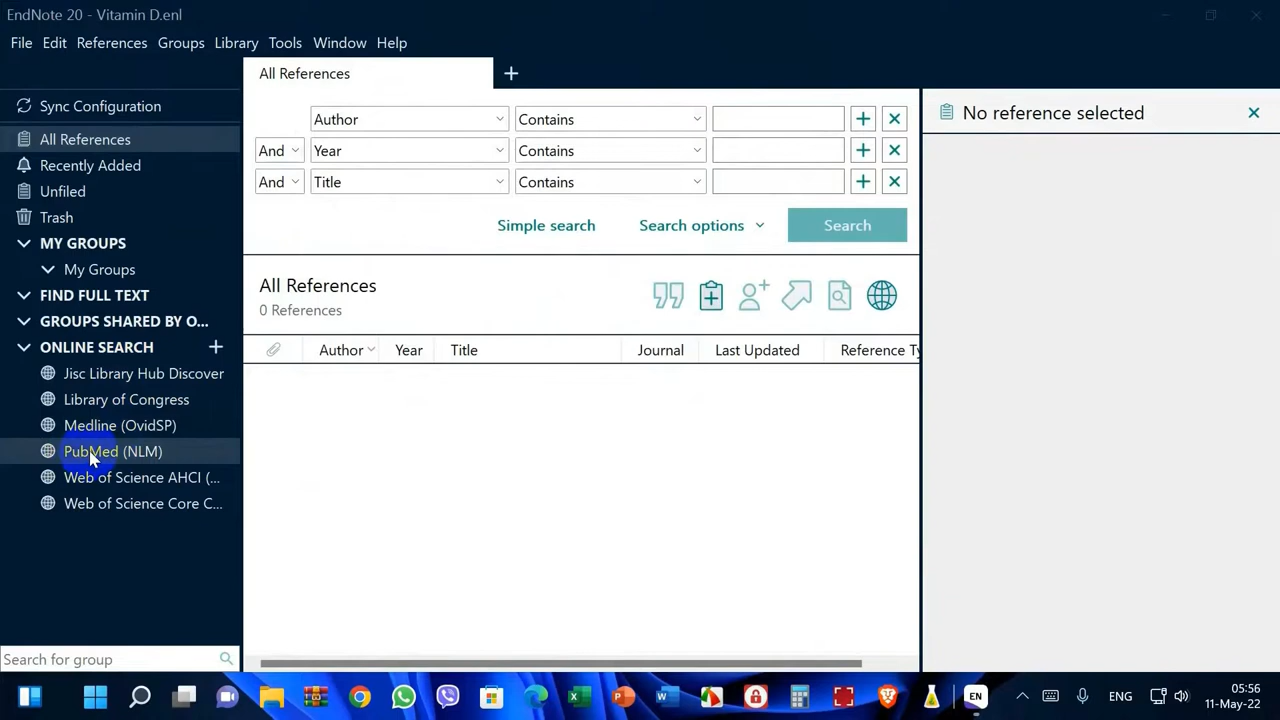 EndNote 20 - Vitamin D.enl
File Edit References Groups Library Tools Window Help
Sync Configuration
All References
Recently Added
Unfiled
Trash
MY GROUPS
My Groups
FIND FULL TEXT
GROUPS SHARED BY O...
ONLINE SEARCH
Jisc Library Hub Discover
Library of Congress
Medline (OvidSP)
PubMed (NLM)
Web of Science AHCI (...
Web of Science Core C...
Search for group
All References
Author Contains
And Year Contains
And Title Contains
Simple search Search options Search
All References
0 References
Author Year Title Journal Last Updated Reference Ty
No reference selected
EN
ENG
05:56
11-May-22